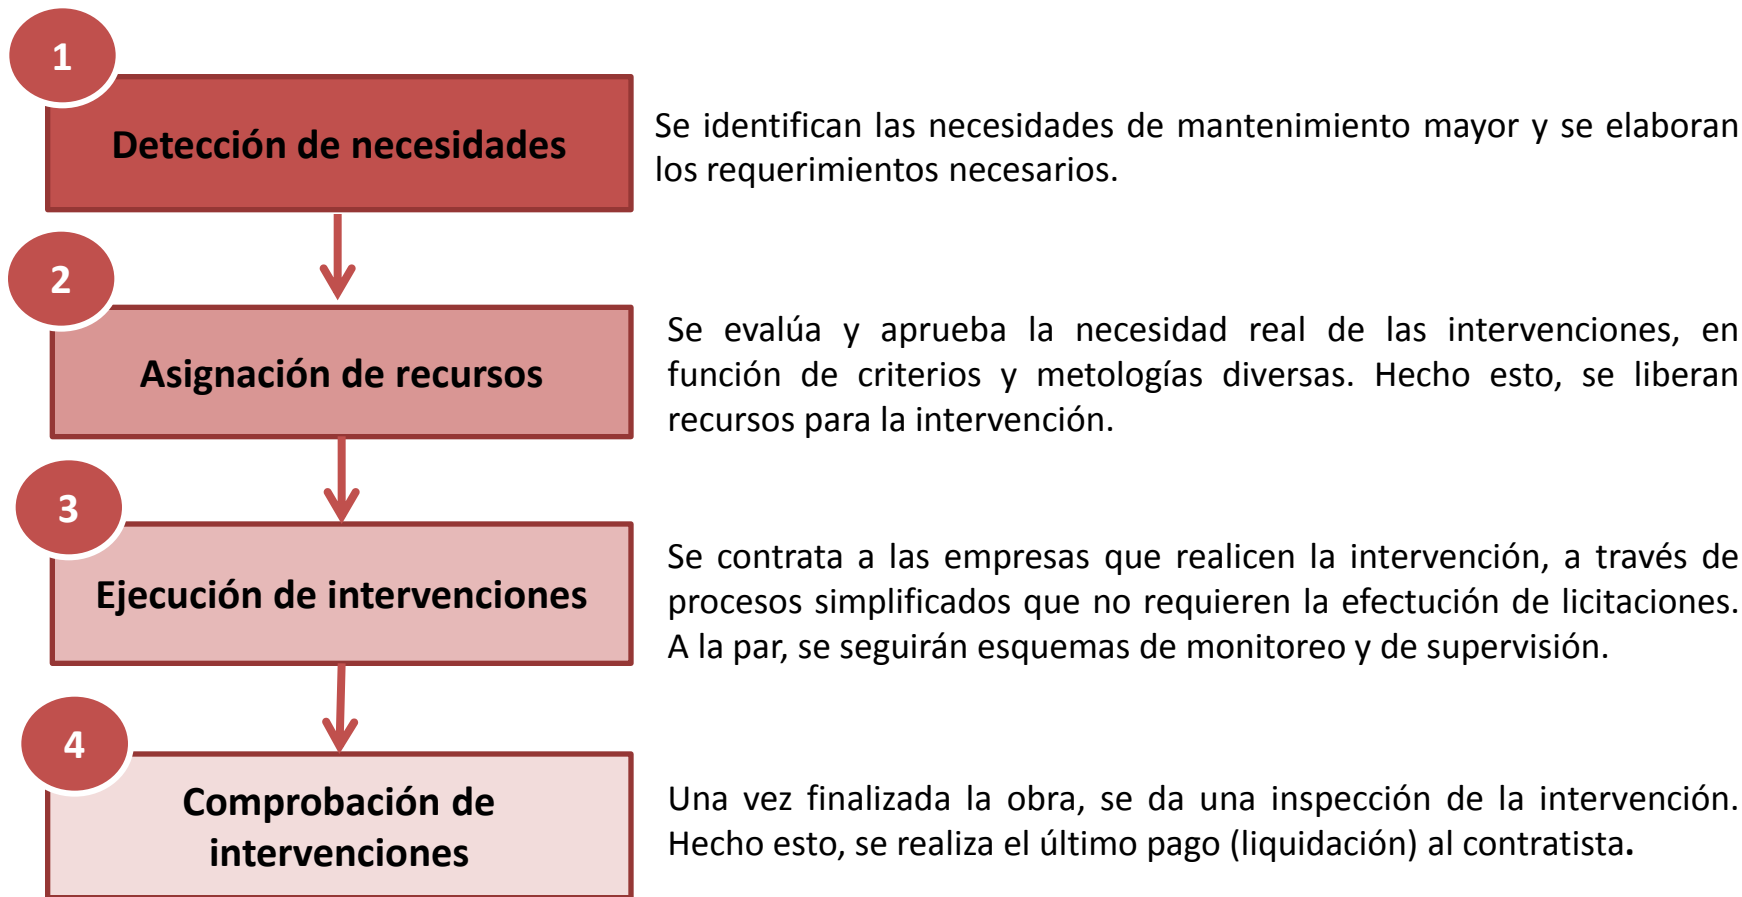 1
Detección de necesidades
Se identifican las necesidades de mantenimiento mayor y se elaboran
los requerimientos necesarios.
2
Asignación de recursos
Se evalúa y aprueba la necesidad real de las intervenciones, en
función de criterios y metologías diversas. Hecho esto, se liberan
recursos para la intervención.
3
Ejecución de intervenciones
Se contrata a las empresas que realicen la intervención, a través de
procesos simplificados que no requieren la efectución de licitaciones.
A la par, se seguirán esquemas de monitoreo y de supervisión.
4
Comprobación de
intervenciones
Una vez finalizada la obra, se da una inspección de la intervención.
Hecho esto, se realiza el último pago (liquidación) al contratista.